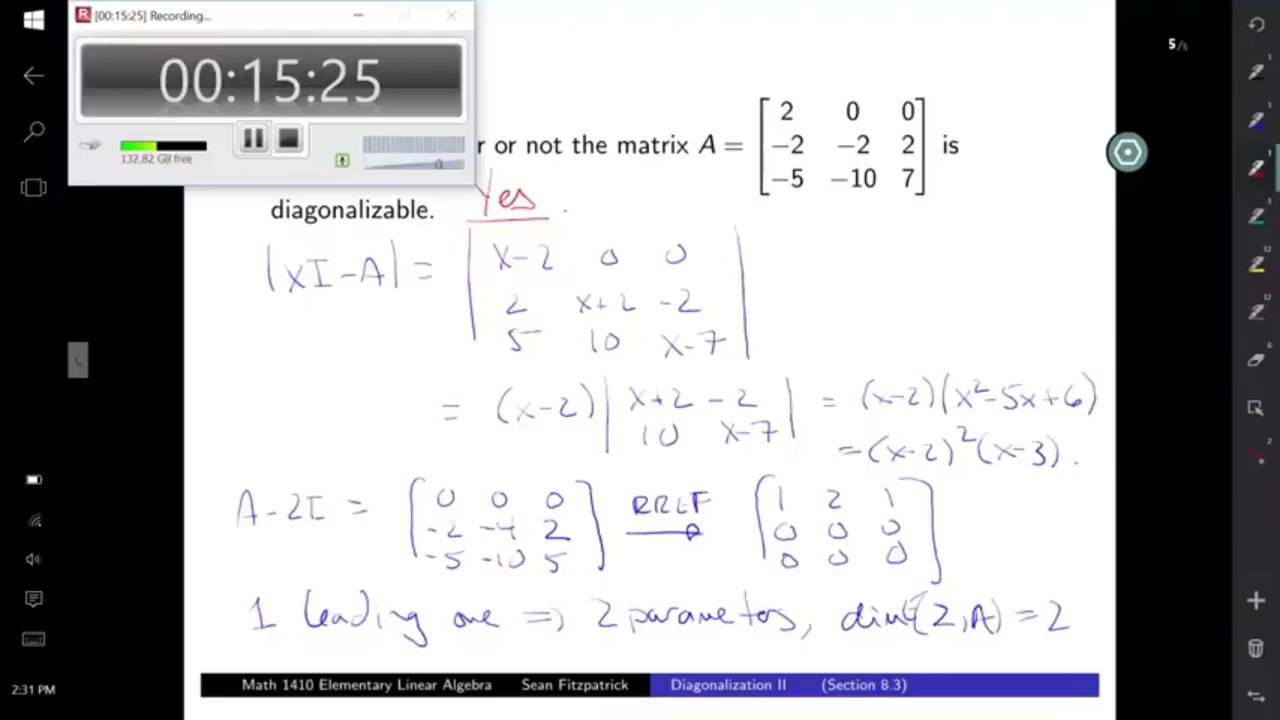 [00:15:25] Recording...
00:15:25
132.82 GB free
5/5
r or not the matrix A = [2 0 0
-2 -2 2
-5 -10 7] is
diagonalizable. Yes.
|xI-A| = |x-2 0 0
2 x+2 -2
5 10 x-7|
= (x-2)|x+2 -2
10 x-7| = (x-2)(x²-5x+6)
=(x-2)²(x-3).
A-2I = [0 0 0
-2 -4 2
-5 -10 5] RREF → [1 2 1
0 0 0
0 0 0]
1 leading one ⇒ 2 parameters, dim E(2,A) = 2
Math 1410 Elementary Linear Algebra Sean Fitzpatrick Diagonalization II (Section 8.3)
2:31 PM